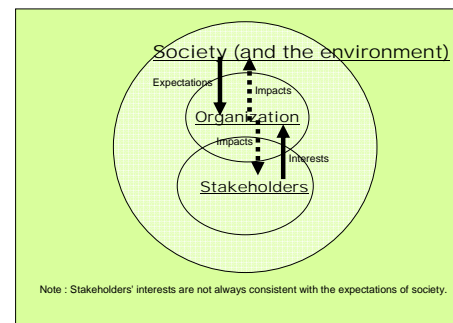 Society (and the environment)
Expectations
Impacts
Organization
Impacts
Interests
Stakeholders
Note : Stakeholders' interests are not always consistent with the expectations of society.